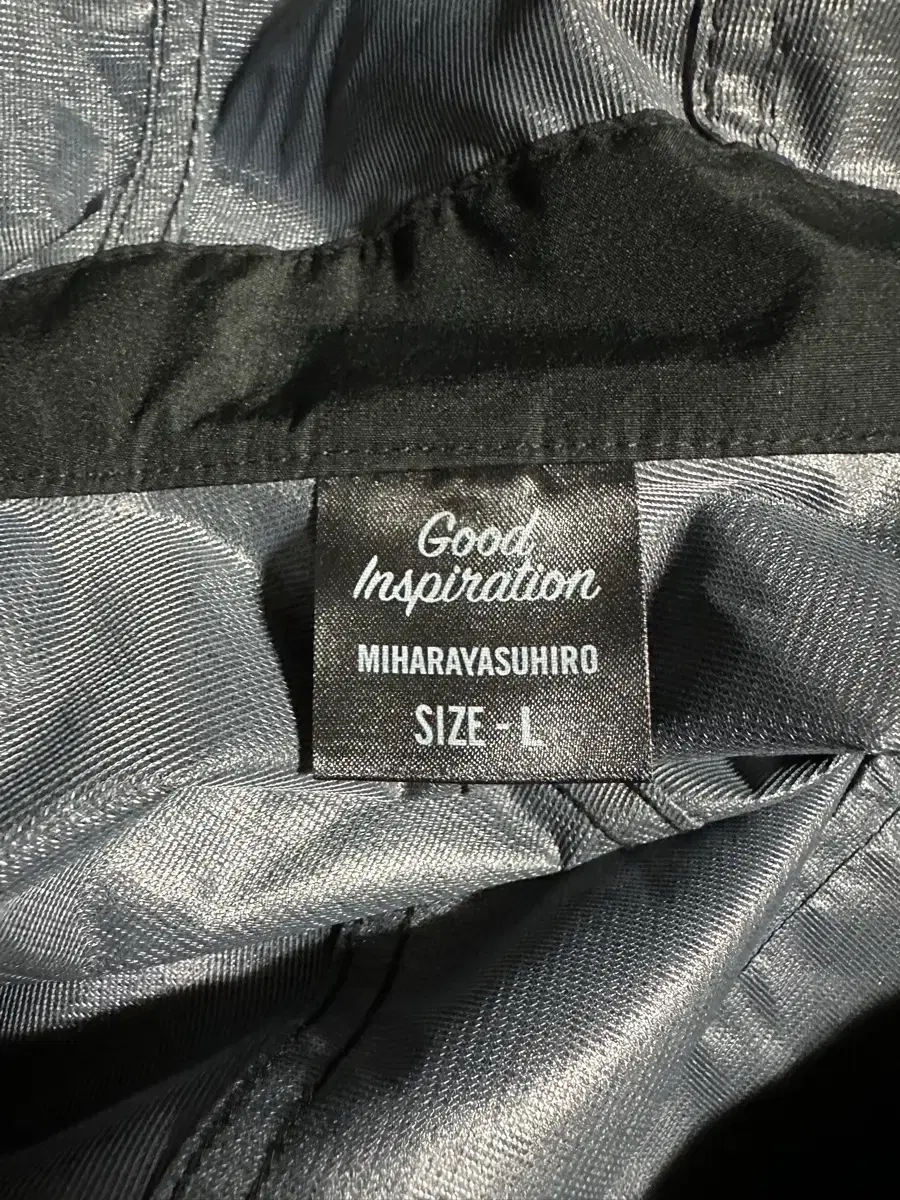 Good
Inspiration
MIHARAYASUHIRO
SIZE - L